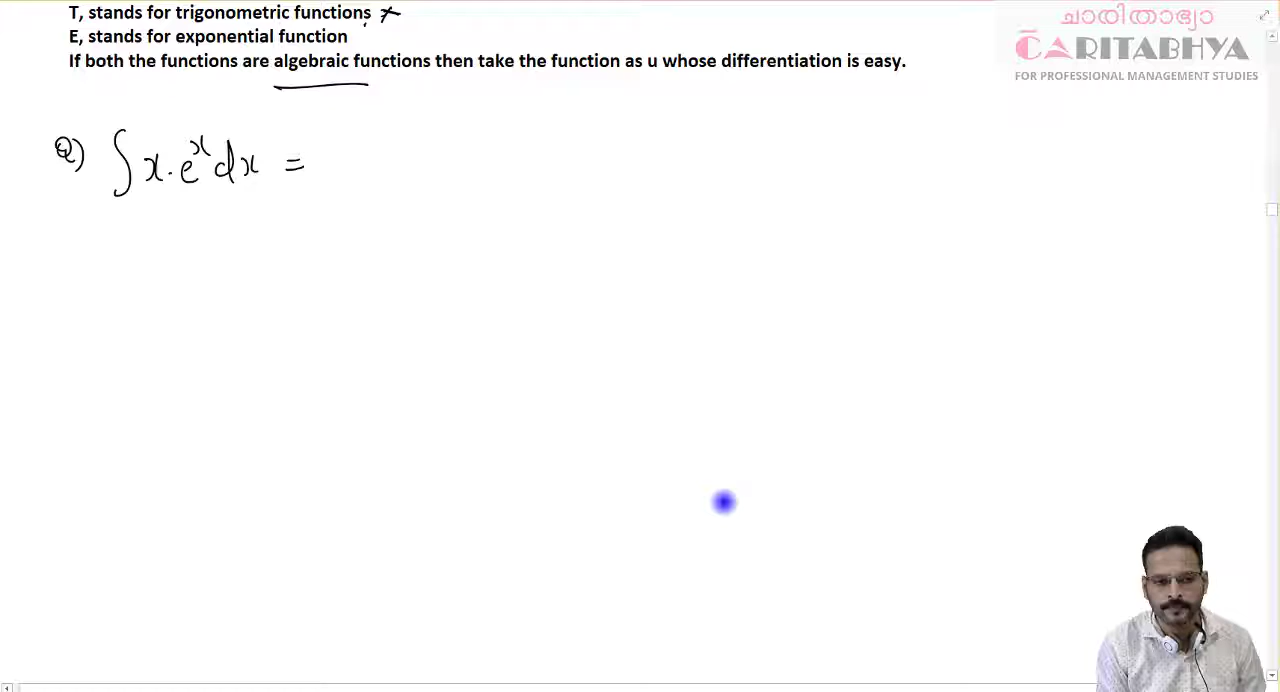 T, stands for trigonometric functions
E, stands for exponential function
If both the functions are algebraic functions then take the function as u whose differentiation is easy.
ചാരിതാഭ്യാ
CARITABHYA
FOR PROFESSIONAL MANAGEMENT STUDIES
Q) ∫ x·eˣ dx =